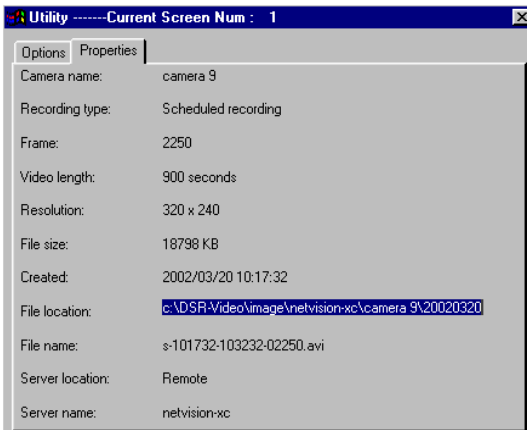 Utility -------Current Screen Num :   1
Options Properties
Camera name: camera 9
Recording type: Scheduled recording
Frame: 2250
Video length: 900 seconds
Resolution: 320 x 240
File size: 18798 KB
Created: 2002/03/20 10:17:32
File location: c:\DSR-Video\image\netvision-xc\camera 9\20020320
File name: s-101732-103232-02250.avi
Server location: Remote
Server name: netvision-xc